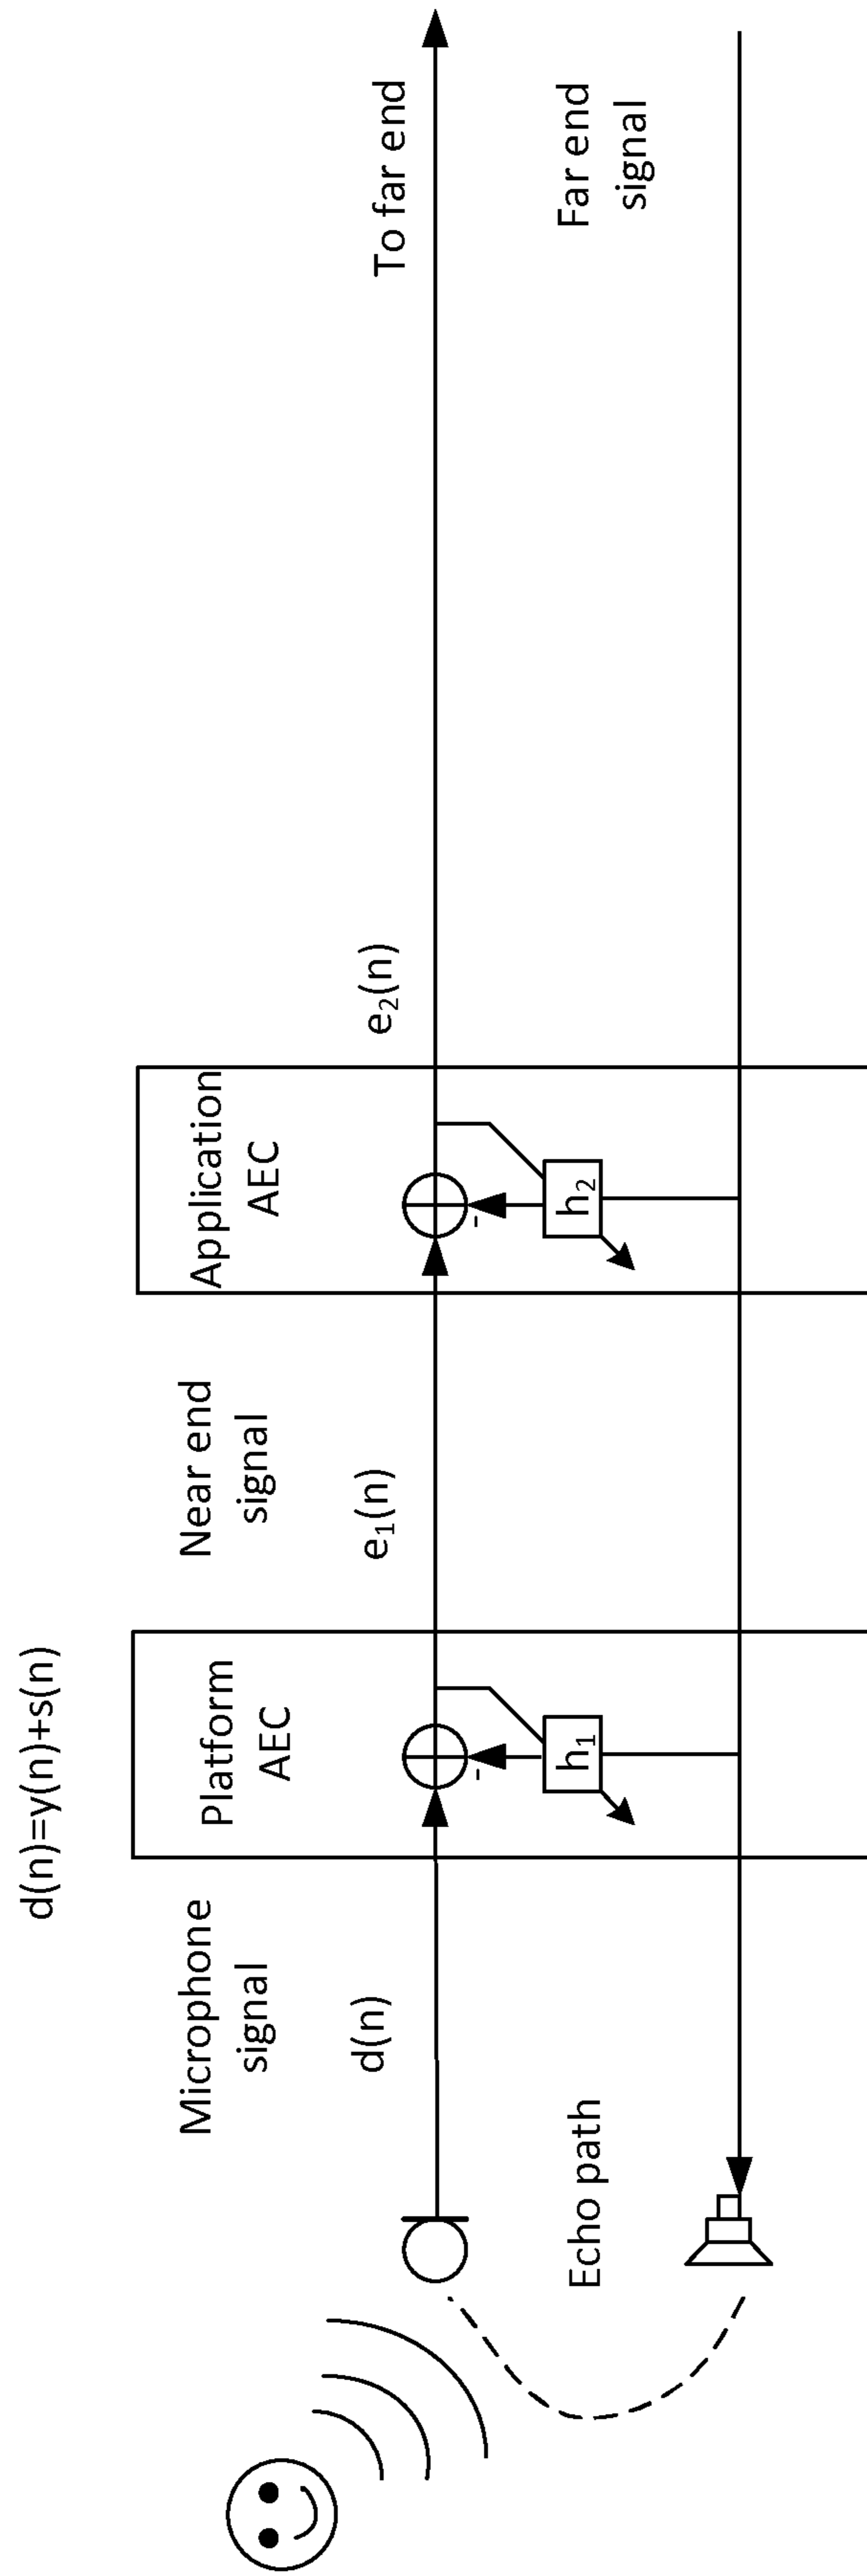 d(n)=y(n)+s(n)
Microphone
signal
Platform
AEC
Near end
signal
Application
AEC
d(n)
e₁(n)
e₂(n)
To far end
-
-
h₁
h₂
Echo path
Far end
signal